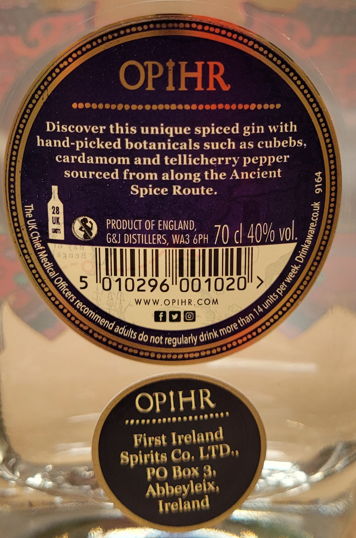 OPIHR
Discover this unique spiced gin with
hand-picked botanicals such as cubebs,
cardamom and tellicherry pepper
sourced from along the Ancient
Spice Route.
28
UK
UNITS
PRODUCT OF ENGLAND,
G&J DISTILLERS, WA3 6PH
70 cl 40% vol.
5 010296 001020 >
WWW.OPIHR.COM
The UK Chief Medical Officers recommend adults do not regularly drink more than 14 units per week. Drinkaware.co.uk 9164
OPIHR
First Ireland
Spirits Co. LTD.,
PO Box 3,
Abbeyleix,
Ireland